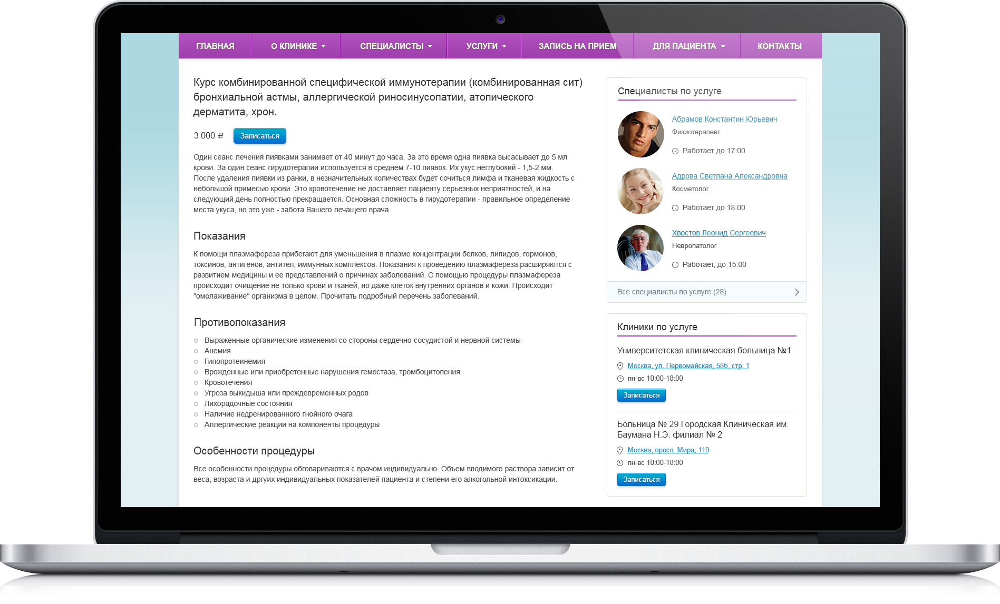 ГЛАВНАЯ
О КЛИНИКЕ
СПЕЦИАЛИСТЫ
УСЛУГИ
ЗАПИСЬ НА ПРИЕМ
ДЛЯ ПАЦИЕНТА
КОНТАКТЫ
Курс комбинированной специфической иммунотерапии (комбинированная сит)
бронхиальной астмы, аллергической риносинусопатии, атопического
дерматита, хрон.
3 000 ₽
Записаться
Один сеанс лечения пиявками занимает от 40 минут до часа. За это время одна пиявка высасывает до 5 мл
крови. За один сеанс гирудотерапии используется в среднем 7-10 пиявок. Их укус неглубокий - 1,5-2 мм.
После удаления пиявки из ранки, в незначительных количествах будет сочиться лимфа и тканевая жидкость с
небольшой примесью крови. Это кровотечение не доставляет пациенту серьезных неприятностей, и на
следующий день полностью прекращается. Основная сложность в гирудотерапии - правильное определение
места укуса, но это уже - забота Вашего лечащего врача.
Показания
К помощи плазмафереза прибегают для уменьшения в плазме концентрации белков, липидов, гормонов,
токсинов, антигенов, антител, иммунных комплексов. Показания к проведению плазмафереза расширяются с
развитием медицины и ее представлений о причинах заболеваний. С помощью процедуры плазмафереза
происходит очищение не только крови и тканей, но даже клеток внутренних органов и кожи. Происходит
"омолаживание" организма в целом. Прочитать подробный перечень заболеваний.
Противопоказания
Выраженные органические изменения со стороны сердечно-сосудистой и нервной системы
Анемия
Гипопротеинемия
Врожденные или приобретенные нарушения гемостаза, тромбоцитопения
Кровотечения
Угроза выкидыша или преждевременных родов
Лихорадочные состояния
Наличие недренированного гнойного очага
Аллергические реакции на компоненты процедуры
Особенности процедуры
Все особенности процедуры обговариваются с врачом индивидуально. Объем вводимого раствора зависит от
веса, возраста и дргуих индивидуальных показателей пациента и степени его алкогольной интоксикации.
Специалисты по услуге
Абрамов Константин Юрьевич
Физиотерапевт
Работает до 17:00
Адрова Светлана Александровна
Косметолог
Работает до 18:00
Хвостов Леонид Сергеевич
Невропатолог
Работает, до 15:00
Все специалисты по услуге (28)
Клиники по услуге
Университетская клиническая больница №1
Москва, ул. Первомайская, 58б, стр. 1
пн-вс 10:00-18:00
Записаться
Больница № 29 Городская Клиническая им.
Баумана Н.Э. филиал № 2
Москва, просп. Мира, 119
пн-вс 10:00-18:00
Записаться